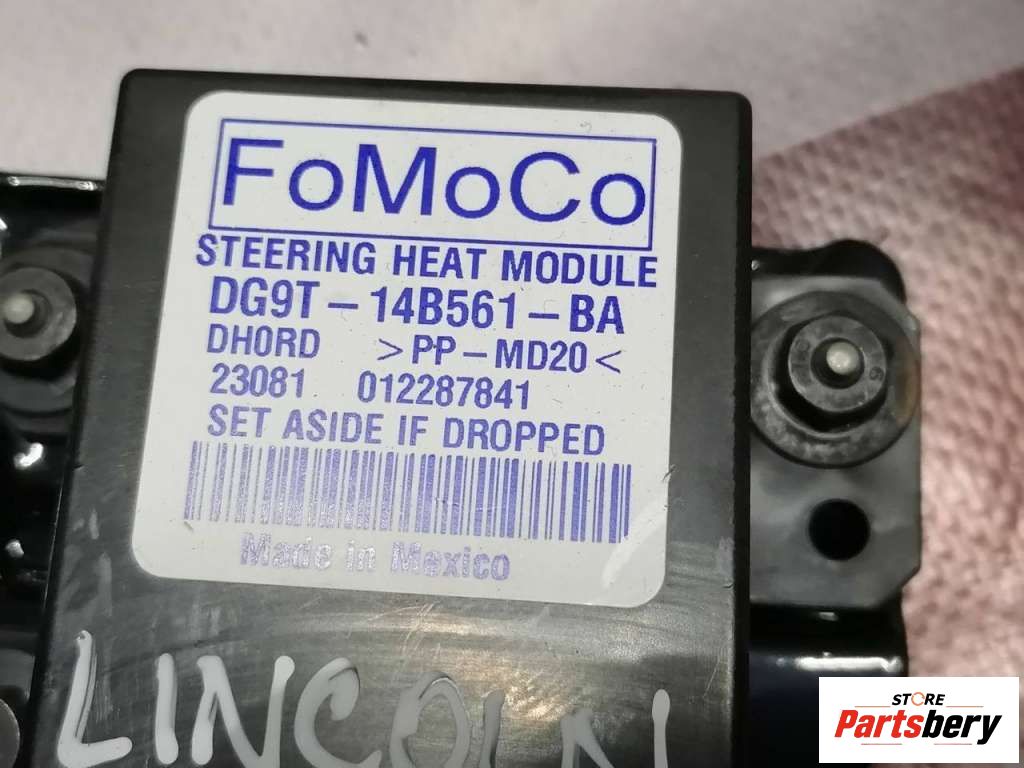 FoMoCo
STEERING HEAT MODULE
DG9T-14B561-BA
DH0RD >PP-MD20<
23081 012287841
SET ASIDE IF DROPPED
Made in Mexico
LINCOLN
STORE
Partsbery